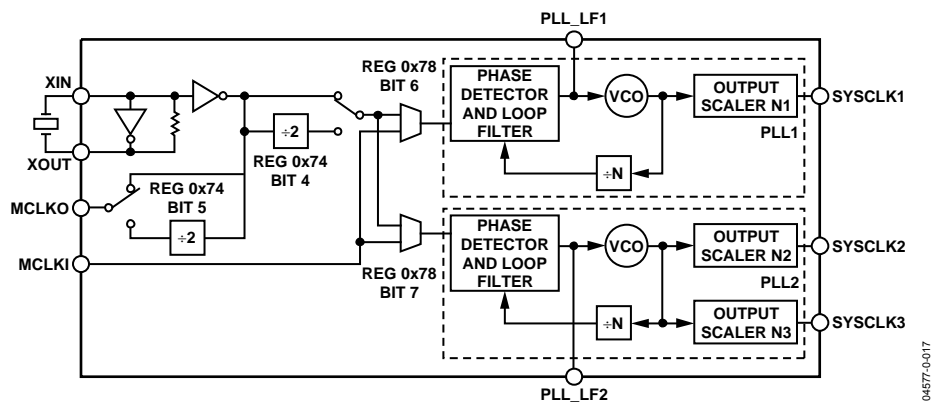 PLL_LF1
XIN
XOUT
MCLKO
MCLKI
REG 0x78
BIT 6
÷2
REG 0x74
BIT 4
REG 0x74
BIT 5
÷2
REG 0x78
BIT 7
PHASE
DETECTOR
AND LOOP
FILTER
VCO
OUTPUT
SCALER N1
PLL1
÷N
SYSCLK1
PHASE
DETECTOR
AND LOOP
FILTER
VCO
OUTPUT
SCALER N2
PLL2
÷N
OUTPUT
SCALER N3
SYSCLK2
SYSCLK3
PLL_LF2
04577-0-017